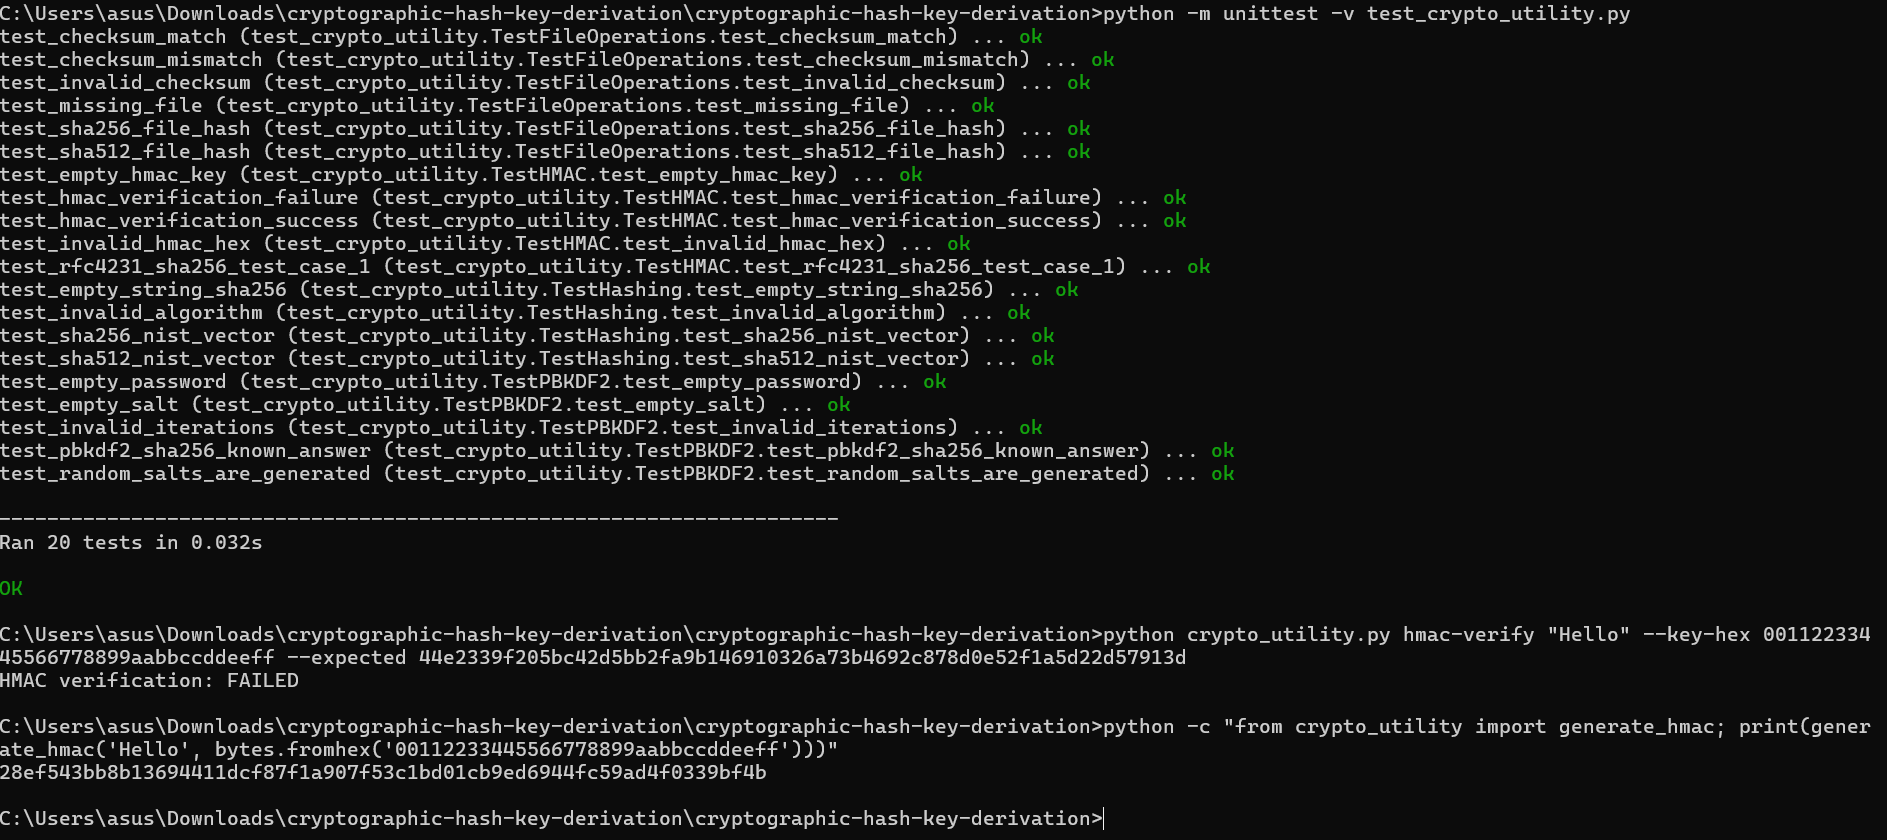 C:\Users\asus\Downloads\cryptographic-hash-key-derivation\cryptographic-hash-key-derivation>python -m unittest -v test_crypto_utility.py
test_checksum_match (test_crypto_utility.TestFileOperations.test_checksum_match) ... ok
test_checksum_mismatch (test_crypto_utility.TestFileOperations.test_checksum_mismatch) ... ok
test_invalid_checksum (test_crypto_utility.TestFileOperations.test_invalid_checksum) ... ok
test_missing_file (test_crypto_utility.TestFileOperations.test_missing_file) ... ok
test_sha256_file_hash (test_crypto_utility.TestFileOperations.test_sha256_file_hash) ... ok
test_sha512_file_hash (test_crypto_utility.TestFileOperations.test_sha512_file_hash) ... ok
test_empty_hmac_key (test_crypto_utility.TestHMAC.test_empty_hmac_key) ... ok
test_hmac_verification_failure (test_crypto_utility.TestHMAC.test_hmac_verification_failure) ... ok
test_hmac_verification_success (test_crypto_utility.TestHMAC.test_hmac_verification_success) ... ok
test_invalid_hmac_hex (test_crypto_utility.TestHMAC.test_invalid_hmac_hex) ... ok
test_rfc4231_sha256_test_case_1 (test_crypto_utility.TestHMAC.test_rfc4231_sha256_test_case_1) ... ok
test_empty_string_sha256 (test_crypto_utility.TestHashing.test_empty_string_sha256) ... ok
test_invalid_algorithm (test_crypto_utility.TestHashing.test_invalid_algorithm) ... ok
test_sha256_nist_vector (test_crypto_utility.TestHashing.test_sha256_nist_vector) ... ok
test_sha512_nist_vector (test_crypto_utility.TestHashing.test_sha512_nist_vector) ... ok
test_empty_password (test_crypto_utility.TestPBKDF2.test_empty_password) ... ok
test_empty_salt (test_crypto_utility.TestPBKDF2.test_empty_salt) ... ok
test_invalid_iterations (test_crypto_utility.TestPBKDF2.test_invalid_iterations) ... ok
test_pbkdf2_sha256_known_answer (test_crypto_utility.TestPBKDF2.test_pbkdf2_sha256_known_answer) ... ok
test_random_salts_are_generated (test_crypto_utility.TestPBKDF2.test_random_salts_are_generated) ... ok
----------------------------------------------------------------------
Ran 20 tests in 0.032s
OK
C:\Users\asus\Downloads\cryptographic-hash-key-derivation\cryptographic-hash-key-derivation>python crypto_utility.py hmac-verify "Hello" --key-hex 001122334
45566778899aabbccddeeff --expected 44e2339f205bc42d5bb2fa9b146910326a73b4692c878d0e52f1a5d22d57913d
HMAC verification: FAILED
C:\Users\asus\Downloads\cryptographic-hash-key-derivation\cryptographic-hash-key-derivation>python -c "from crypto_utility import generate_hmac; print(gener
ate_hmac('Hello', bytes.fromhex('00112233445566778899aabbccddeeff')))"
28ef543bb8b13694411dcf87f1a907f53c1bd01cb9ed6944fc59ad4f0339bf4b
C:\Users\asus\Downloads\cryptographic-hash-key-derivation\cryptographic-hash-key-derivation>